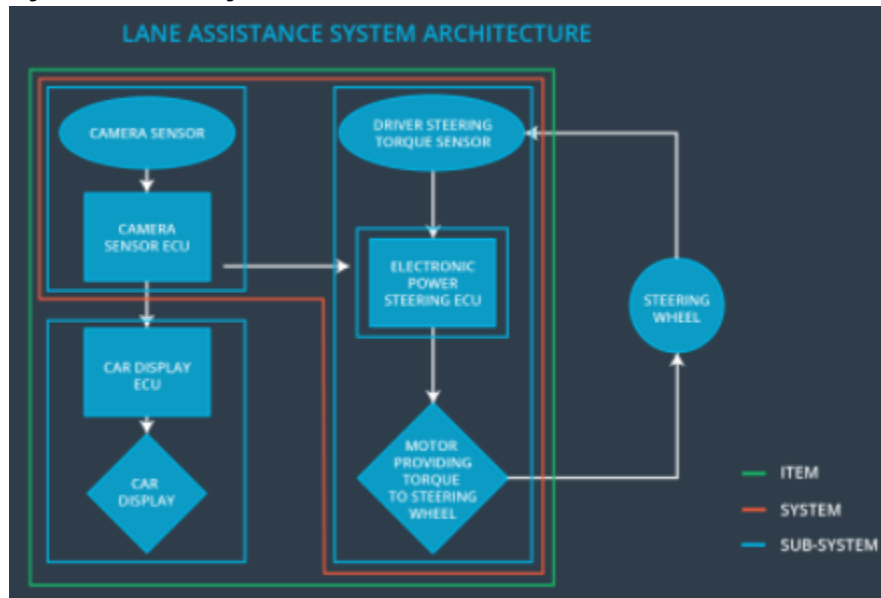 LANE ASSISTANCE SYSTEM ARCHITECTURE
CAMERA SENSOR
DRIVER STEERING
TORQUE SENSOR
CAMERA
SENSOR ECU
ELECTRONIC
POWER
STEERING ECU
STEERING
WHEEL
CAR DISPLAY
ECU
CAR
DISPLAY
MOTOR
PROVIDING
TORQUE
TO STEERING
WHEEL
ITEM
SYSTEM
SUB-SYSTEM